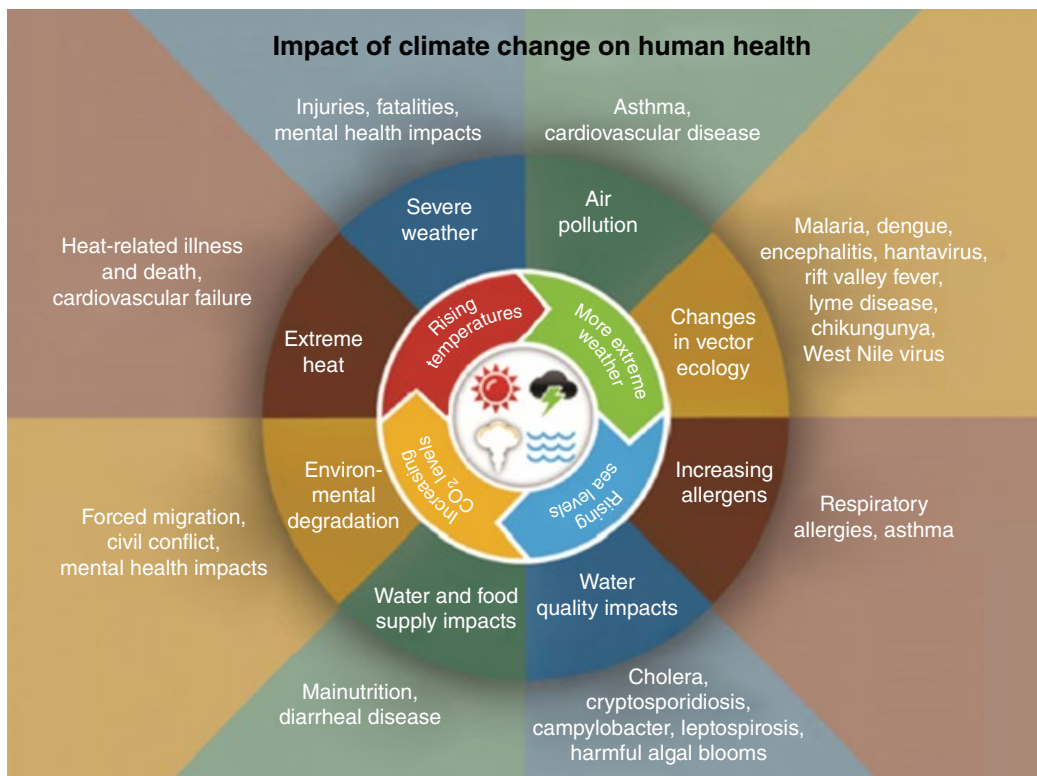 Impact of climate change on human health
Injuries, fatalities,
mental health impacts
Asthma,
cardiovascular disease
Severe
weather
Air
pollution
Heat-related illness
and death,
cardiovascular failure
Malaria, dengue,
encephalitis, hantavirus,
rift valley fever,
lyme disease,
chikungunya,
West Nile virus
Extreme
heat
Rising
temperatures
More extreme
weather
Changes
in vector
ecology
Environ-
mental
degradation
Increasing
CO₂ levels
Rising
sea levels
Increasing
allergens
Forced migration,
civil conflict,
mental health impacts
Respiratory
allergies, asthma
Water and food
supply impacts
Water
quality impacts
Mainutrition,
diarrheal disease
Cholera,
cryptosporidiosis,
campylobacter, leptospirosis,
harmful algal blooms